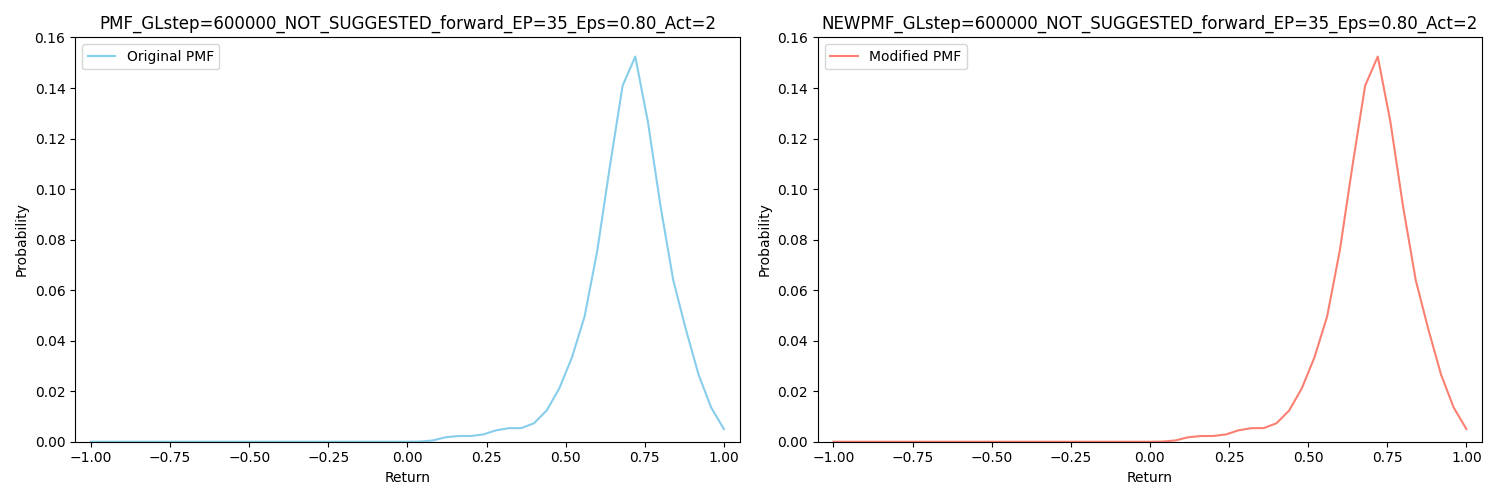 PMF_GLstep=600000_NOT_SUGGESTED_forward_EP=35_Eps=0.80_Act=2
Original PMF
0.16
0.14
0.12
0.10
0.08
0.06
0.04
0.02
0.00
Probability
−1.00 −0.75 −0.50 −0.25 0.00 0.25 0.50 0.75 1.00
Return
NEWPMF_GLstep=600000_NOT_SUGGESTED_forward_EP=35_Eps=0.80_Act=2
Modified PMF
0.16
0.14
0.12
0.10
0.08
0.06
0.04
0.02
0.00
Probability
−1.00 −0.75 −0.50 −0.25 0.00 0.25 0.50 0.75 1.00
Return